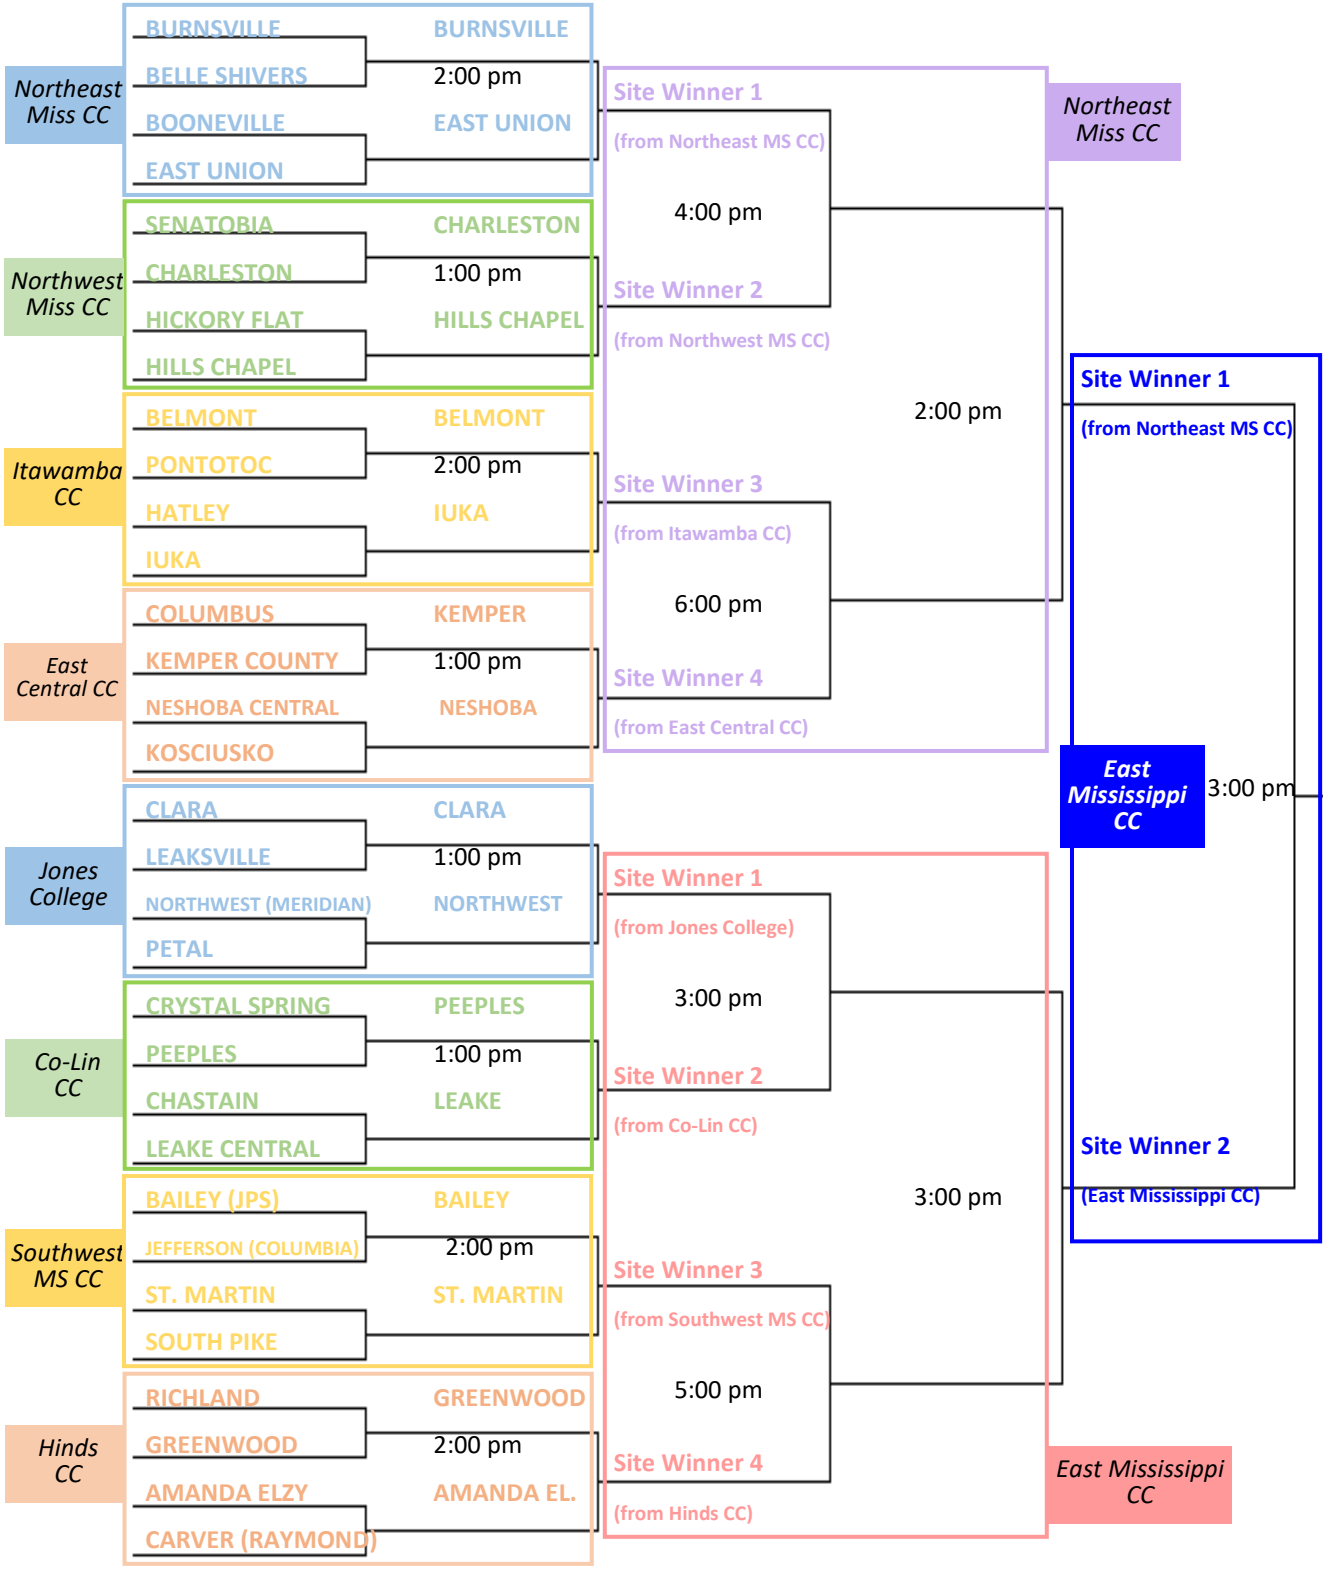 Northeast
Miss CC
BURNSVILLE
BELLE SHIVERS
BOONEVILLE
EAST UNION
BURNSVILLE
2:00 pm
EAST UNION
Northwest
Miss CC
SENATOBIA
CHARLESTON
HICKORY FLAT
HILLS CHAPEL
CHARLESTON
1:00 pm
HILLS CHAPEL
Itawamba
CC
BELMONT
PONTOTOC
HATLEY
IUKA
BELMONT
2:00 pm
IUKA
East
Central CC
COLUMBUS
KEMPER COUNTY
NESHOBA CENTRAL
KOSCIUSKO
KEMPER
1:00 pm
NESHOBA
Jones
College
CLARA
LEAKSVILLE
NORTHWEST (MERIDIAN)
PETAL
CLARA
1:00 pm
NORTHWEST
Co-Lin
CC
CRYSTAL SPRING
PEEPLES
CHASTAIN
LEAKE CENTRAL
PEEPLES
1:00 pm
LEAKE
Southwest
MS CC
BAILEY (JPS)
JEFFERSON (COLUMBIA)
ST. MARTIN
SOUTH PIKE
BAILEY
2:00 pm
ST. MARTIN
Hinds
CC
RICHLAND
GREENWOOD
AMANDA ELZY
CARVER (RAYMOND)
GREENWOOD
2:00 pm
AMANDA EL.
Site Winner 1
(from Northeast MS CC)
4:00 pm
Site Winner 2
(from Northwest MS CC)
Site Winner 3
(from Itawamba CC)
6:00 pm
Site Winner 4
(from East Central CC)
Northeast
Miss CC
2:00 pm
Site Winner 1
(from Jones College)
3:00 pm
Site Winner 2
(from Co-Lin CC)
Site Winner 3
(from Southwest MS CC)
5:00 pm
Site Winner 4
(from Hinds CC)
3:00 pm
East Mississippi
CC
Site Winner 1
(from Northeast MS CC)
East
Mississippi
CC
3:00 pm
Site Winner 2
(East Mississippi CC)